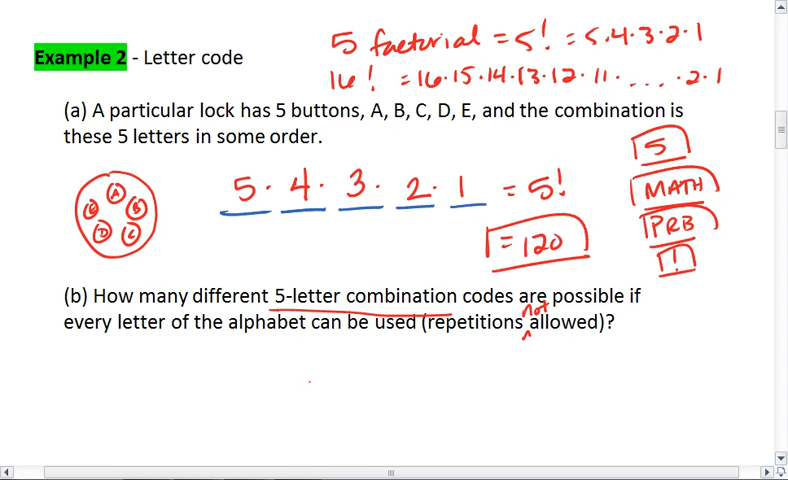 5 factorial = 5! = 5·4·3·2·1
Example 2 - Letter code
16! = 16·15·14·13·12·11· .... ·2·1
(a) A particular lock has 5 buttons, A, B, C, D, E, and the combination is
these 5 letters in some order.
5
A
B
C
D
E
5 · 4 · 3 · 2 · 1 = 5!
MATH
PRB
!
= 120
(b) How many different 5-letter combination codes are possible if
not
every letter of the alphabet can be used (repetitions ^ allowed)?